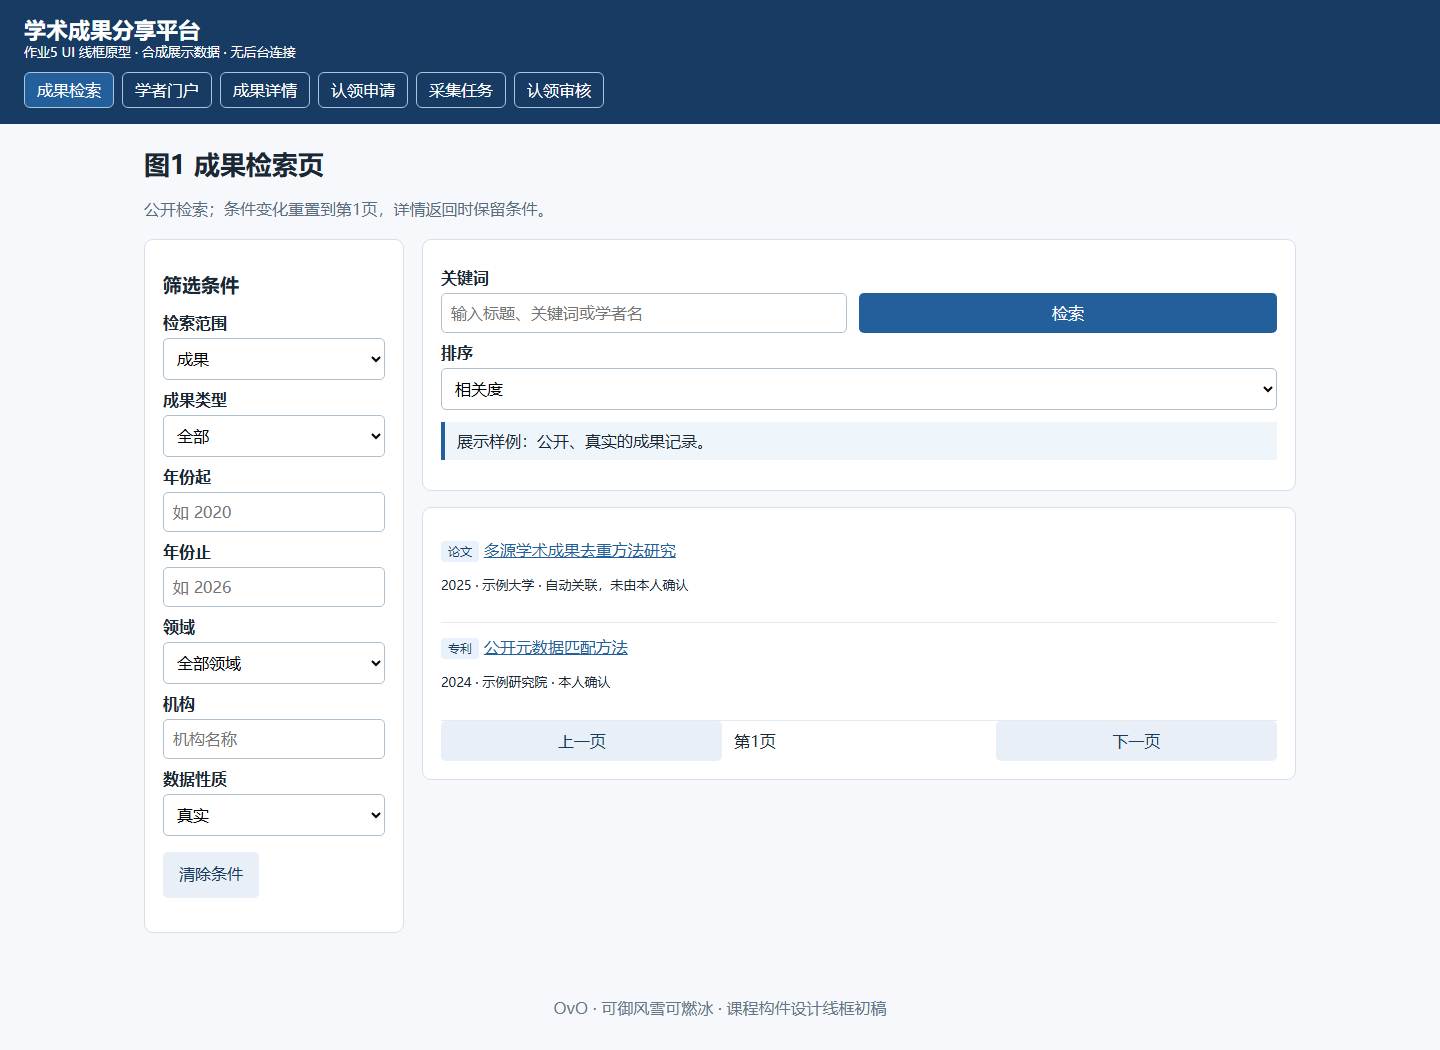 学术成果分享平台
作业5 UI 线框原型 · 合成展示数据 · 无后台连接
成果检索 学者门户 成果详情 认领申请 采集任务 认领审核
图1 成果检索页
公开检索；条件变化重置到第1页，详情返回时保留条件。
筛选条件
检索范围
成果
成果类型
全部
年份起
如 2020
年份止
如 2026
领域
全部领域
机构
机构名称
数据性质
真实
清除条件
关键词
输入标题、关键词或学者名
检索
排序
相关度
展示样例：公开、真实的成果记录。
论文 多源学术成果去重方法研究
2025 · 示例大学 · 自动关联，未由本人确认
专利 公开元数据匹配方法
2024 · 示例研究院 · 本人确认
上一页 第1页 下一页
OvO · 可御风雪可燃冰 · 课程构件设计线框初稿